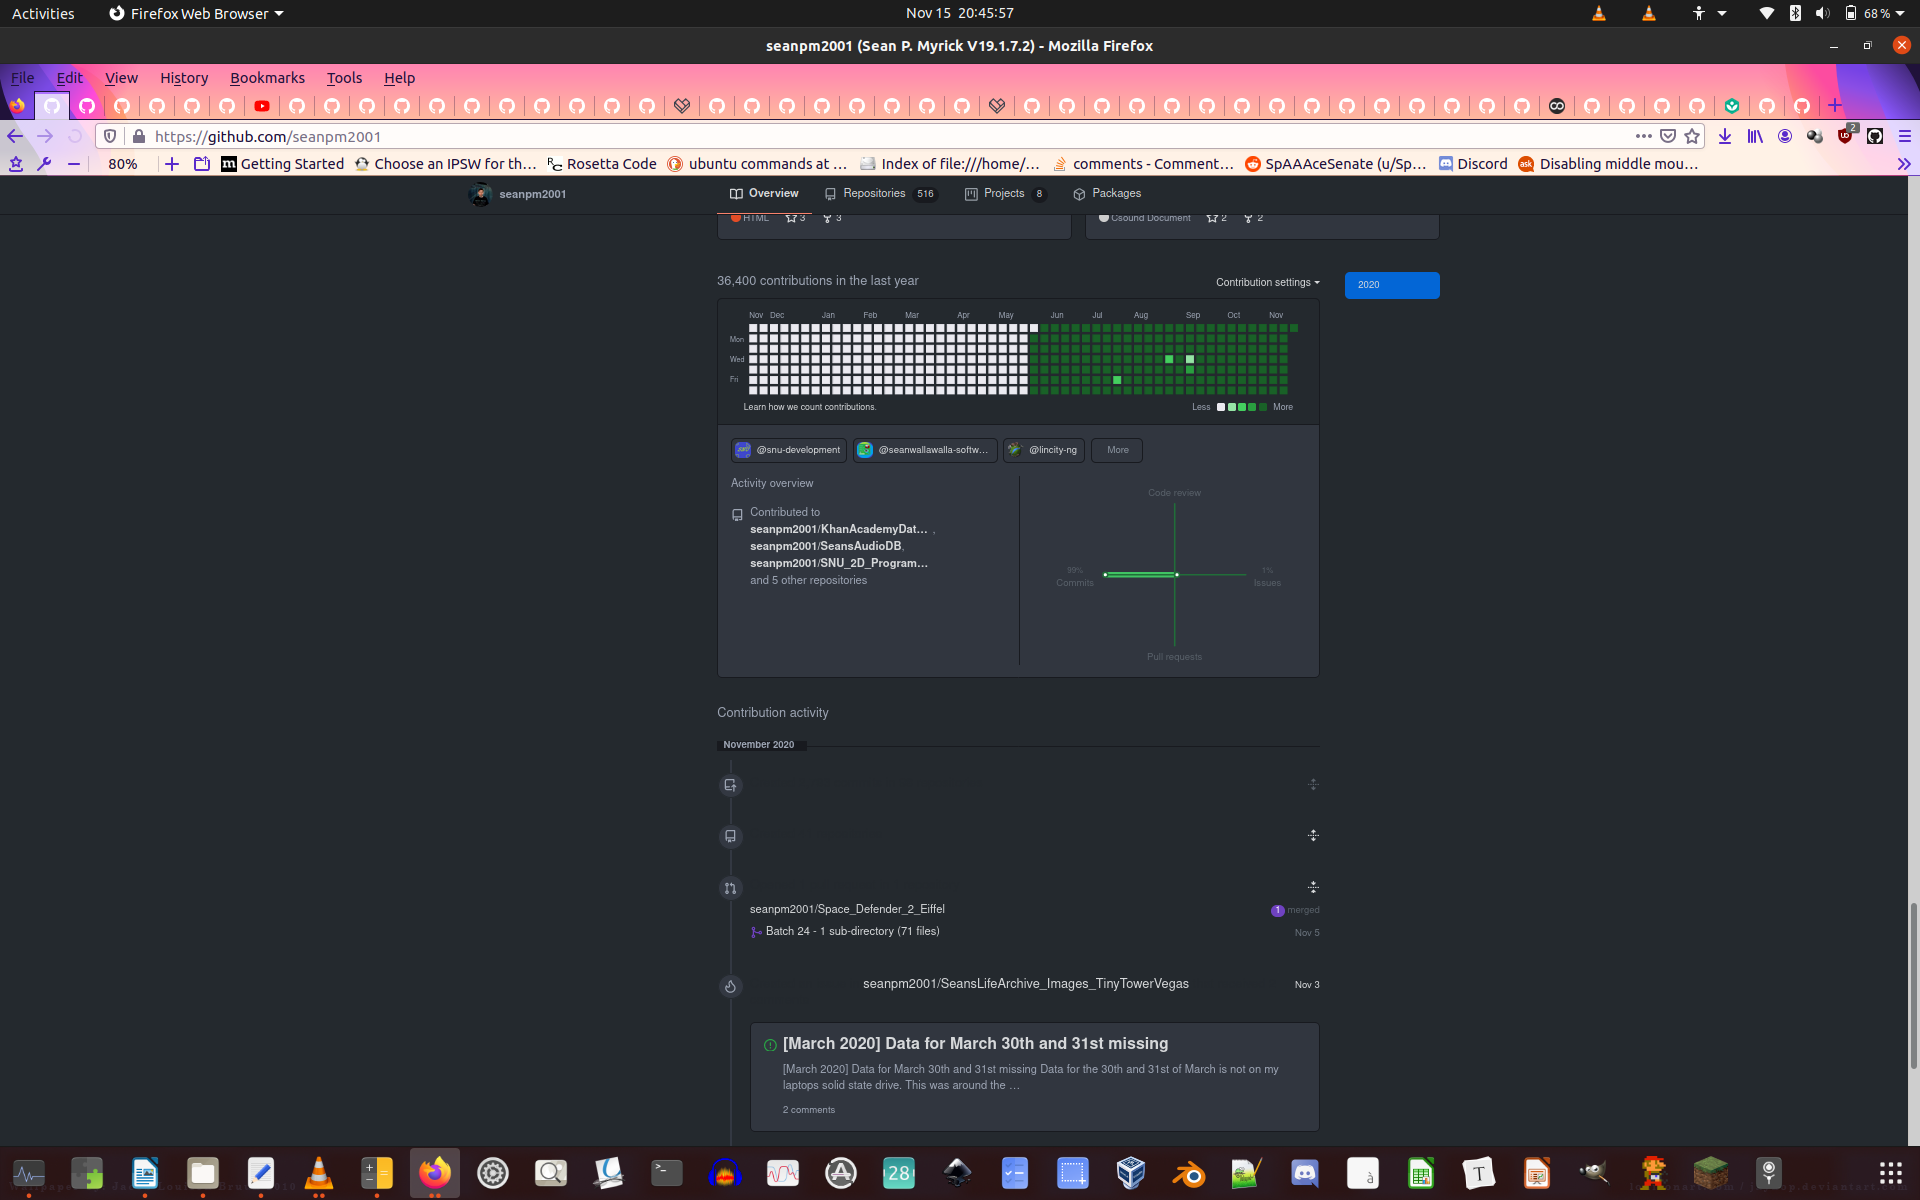 Activities
Firefox Web Browser
Nov 15 20:45:57
68 %
seanpm2001 (Sean P. Myrick V19.1.7.2) - Mozilla Firefox
File Edit View History Bookmarks Tools Help
https://github.com/seanpm2001
2
80%
Getting Started
Choose an IPSW for th…
Rosetta Code
ubuntu commands at …
Index of file:///home/…
comments - Comment…
SpAAAceSenate (u/Sp…
Discord
Disabling middle mou…
seanpm2001
Overview
Repositories 516
Projects 8
Packages
HTML 3 3
Csound Document 2 2
36,400 contributions in the last year
Contribution settings
2020
Nov Dec Jan Feb Mar Apr May Jun Jul Aug Sep Oct Nov
Mon
Wed
Fri
Learn how we count contributions.
Less More
@snu-development
@seanwallawalla-softw…
@lincity-ng
More
Activity overview
Contributed to
seanpm2001/KhanAcademyDat… ,
seanpm2001/SeansAudioDB,
seanpm2001/SNU_2D_Program…
and 5 other repositories
Code review
99%
Commits
1%
Issues
Pull requests
Contribution activity
November 2020
seanpm2001/Space_Defender_2_Eiffel
1 merged
Batch 24 - 1 sub-directory (71 files)
Nov 5
seanpm2001/SeansLifeArchive_Images_TinyTowerVegas
Nov 3
[March 2020] Data for March 30th and 31st missing
[March 2020] Data for March 30th and 31st missing Data for the 30th and 31st of March is not on my
laptops solid state drive. This was around the …
2 comments
28